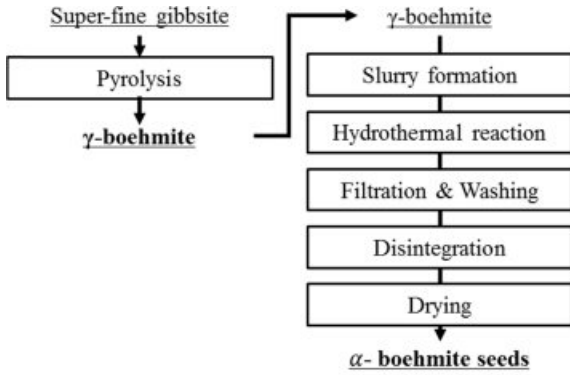 Super-fine gibbsite
Pyrolysis
γ-boehmite
γ-boehmite
Slurry formation
Hydrothermal reaction
Filtration & Washing
Disintegration
Drying
α- boehmite seeds